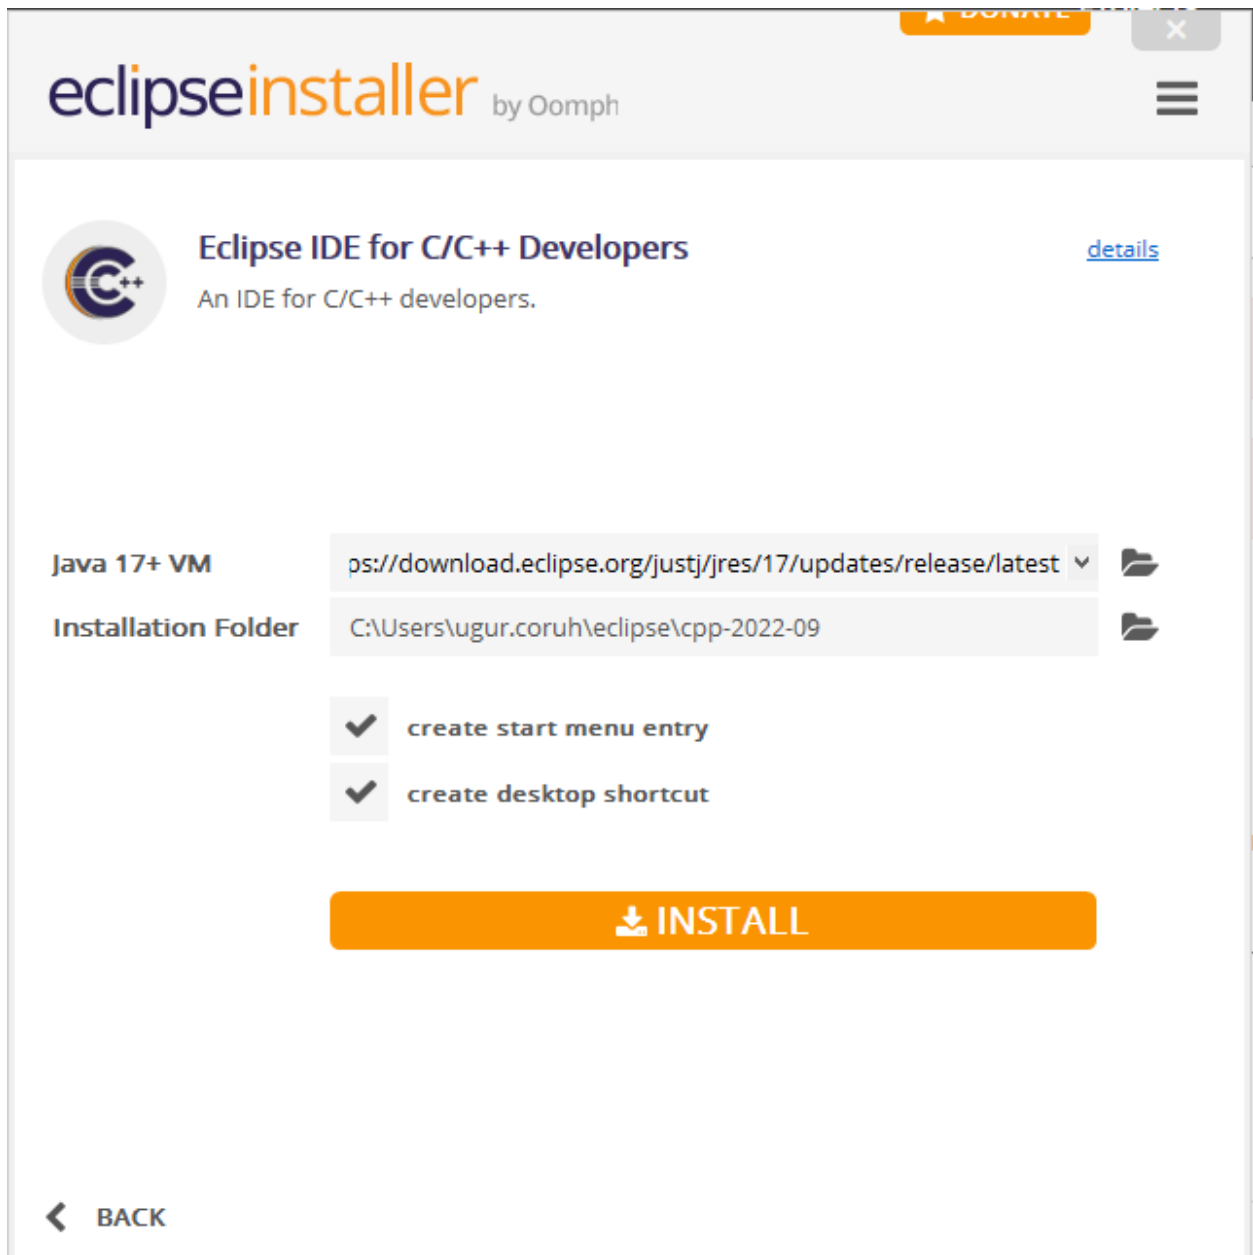 DONATE
×
eclipseinstaller by Oomph
Eclipse IDE for C/C++ Developers
details
An IDE for C/C++ developers.
C++
Java 17+ VM
ps://download.eclipse.org/justj/jres/17/updates/release/latest
Installation Folder
C:\Users\ugur.coruh\eclipse\cpp-2022-09
create start menu entry
create desktop shortcut
INSTALL
BACK